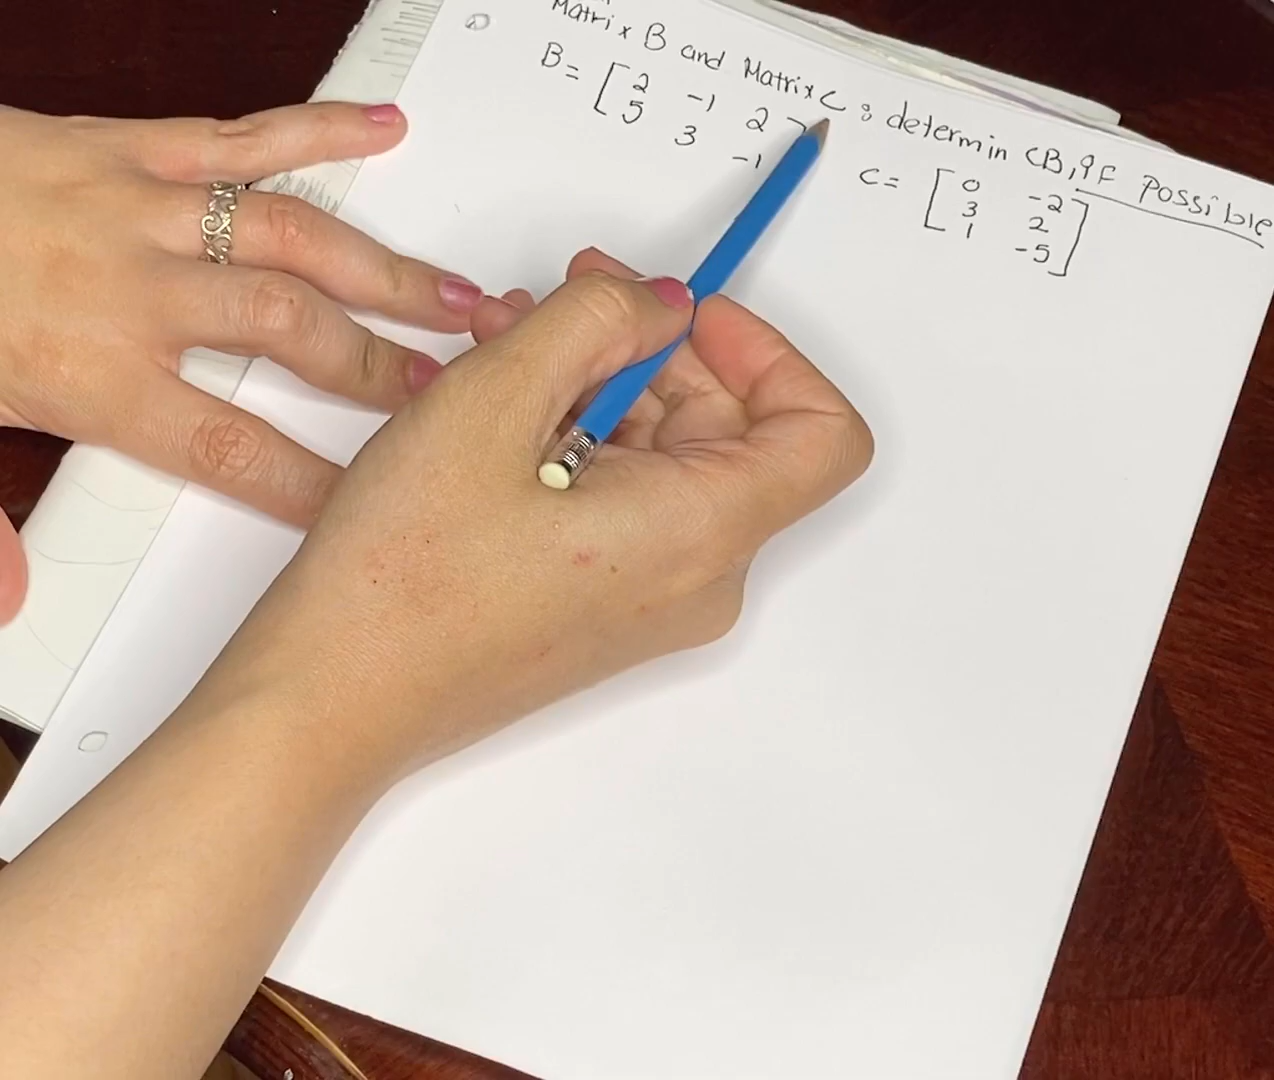 Matrix B and Matrix C : determin CB, if possible
B = [ 2 -1 2 ]
5 3 -1
C = [ 0 -2 ]
3 2
1 -5